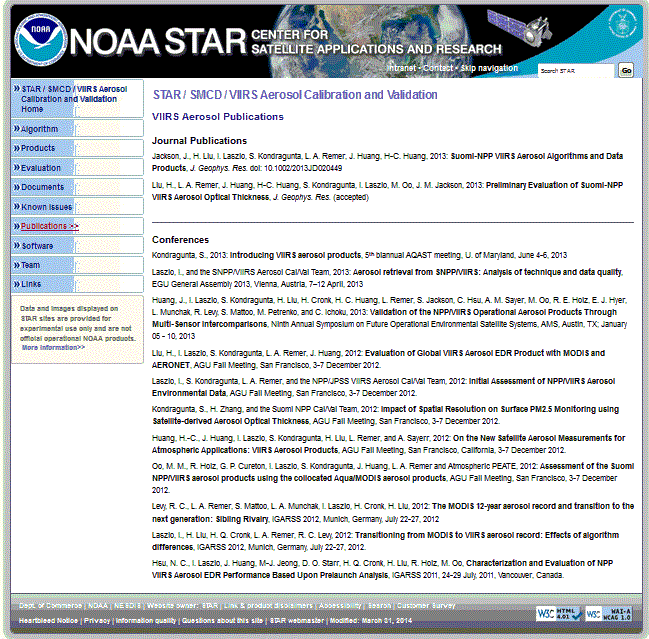 NOAA
NOAA STAR CENTER FOR
SATELLITE APPLICATIONS AND RESEARCH
Intranet - Contact - Skip navigation
Search STAR
Go
» STAR / SMCD / VIIRS Aerosol
Calibration and Validation
Home
» Algorithm
» Products
» Evaluation
» Documents
» Known Issues
» Publications >>
» Software
» Team
» Links
Data and images displayed on
STAR sites are provided for
experimental use only and are not
official operational NOAA products.
More information>>
STAR / SMCD / VIIRS Aerosol Calibration and Validation
VIIRS Aerosol Publications
Journal Publications
Jackson, J., H. Liu, I. Laszlo, S. Kondragunta, L. A. Remer, J. Huang, H-C. Huang, 2013: Suomi-NPP VIIRS Aerosol Algorithms and Data
Products, J. Geophys. Res. doi: 10.1002/2013JD020449
Liu, H., L. A. Remer, J. Huang, H-C. Huang, S. Kondragunta, I. Laszlo, M. Oo, J. M. Jackson, 2013: Preliminary Evaluation of Suomi-NPP
VIIRS Aerosol Optical Thickness, J. Geophys. Res. (accepted)
Conferences
Kondragunta, S., 2013: Introducing VIIRS aerosol products, 5th biannual AQAST meeting, U. of Maryland, June 4-6, 2013
Laszlo, I., and the SNPP/VIIRS Aerosol Cal/Val Team, 2013: Aerosol retrieval from SNPP/VIIRS: Analysis of technique and data quality,
EGU General Assembly 2013, Vienna, Austria, 7–12 April, 2013
Huang, J., I. Laszlo, S. Kondragunta, H. Liu, H. Cronk, H. C. Huang, L. Remer, S. Jackson, C. Hsu, A. M. Sayer, M. Oo, R. E. Holz, E. J. Hyer,
L. Munchak, R. Levy, S. Mattoo, M. Petrenko, and C. Ichoku, 2013: Validation of the NPP/VIIRS Operational Aerosol Products Through
Multi-Sensor Intercomparisons, Ninth Annual Symposium on Future Operational Environmental Satellite Systems, AMS, Austin, TX; January
05 - 10, 2013
Liu, H., I. Laszlo, S. Kondragunta, L. A. Remer, J. Huang, 2012: Evaluation of Global VIIRS Aerosol EDR Product with MODIS and
AERONET, AGU Fall Meeting, San Francisco, 3-7 December 2012.
Laszlo, I., S. Kondragunta, L. A. Remer, and the NPP/JPSS VIIRS Aerosol Cal/Val Team, 2012: Initial Assessment of NPP/VIIRS Aerosol
Environmental Data, AGU Fall Meeting, San Francisco, 3-7 December 2012.
Kondragunta, S., H. Zhang, and the Suomi NPP Cal/Val Team, 2012: Impact of Spatial Resolution on Surface PM2.5 Monitoring using
Satellite-derived Aerosol Optical Thickness, AGU Fall Meeting, San Francisco, 3-7 December, 2012.
Huang, H.-C., J. Huang, I. Laszlo, S. Kondragunta, H. Liu, L. Remer, and A. Sayerr, 2012: On the New Satellite Aerosol Measurements for
Atmospheric Applications: VIIRS Aerosol Products, AGU Fall Meeting, San Francisco, California, 3-7 December, 2012.
Oo, M. M., R. Holz, G. P. Cureton, I. Laszlo, S. Kondragunta, J. Huang, L. A. Remer and Atmospheric PEATE, 2012: Assessment of the Suomi
NPP/VIIRS aerosol products using the collocated Aqua/MODIS aerosol products, AGU Fall Meeting, San Francisco, 3-7 December
2012.
Levy, R. C., L. A. Remer, S. Mattoo, L. A. Munchak, I. Laszlo, H. Cronk, H. Liu, 2012: The MODIS 12-year aerosol record and transition to the
next generation: Sibling Rivalry, IGARSS 2012, Munich, Germany, July 22-27, 2012
Laszlo, I., H. Liu, H. Q. Cronk, L. A. Remer, R. C. Levy, 2012: Transitioning from MODIS to VIIRS aerosol record: Effects of algorithm
differences, IGARSS 2012, Munich, Germany, July 22-27, 2012.
Hsu, N. C., I. Laszlo, J. Huang, M-J. Jeong, D. O. Starr, H. Q. Cronk, H. Liu, R. Holz, M. Oo, Characterization and Evaluation of NPP
VIIRS Aerosol EDR Performance Based Upon Prelaunch Analysis, IGARSS 2011, 24-29 July, 2011, Vancouver, Canada.
Dept. of Commerce | NOAA | NESDIS | Website owner: STAR | Link & product disclaimers | Accessibility | Search | Customer Survey
Heartbleed Notice | Privacy | Information quality | Questions about this site | STAR webmaster | Modified: March 01, 2014
W3C HTML 4.01
W3C WAI-A WCAG 1.0